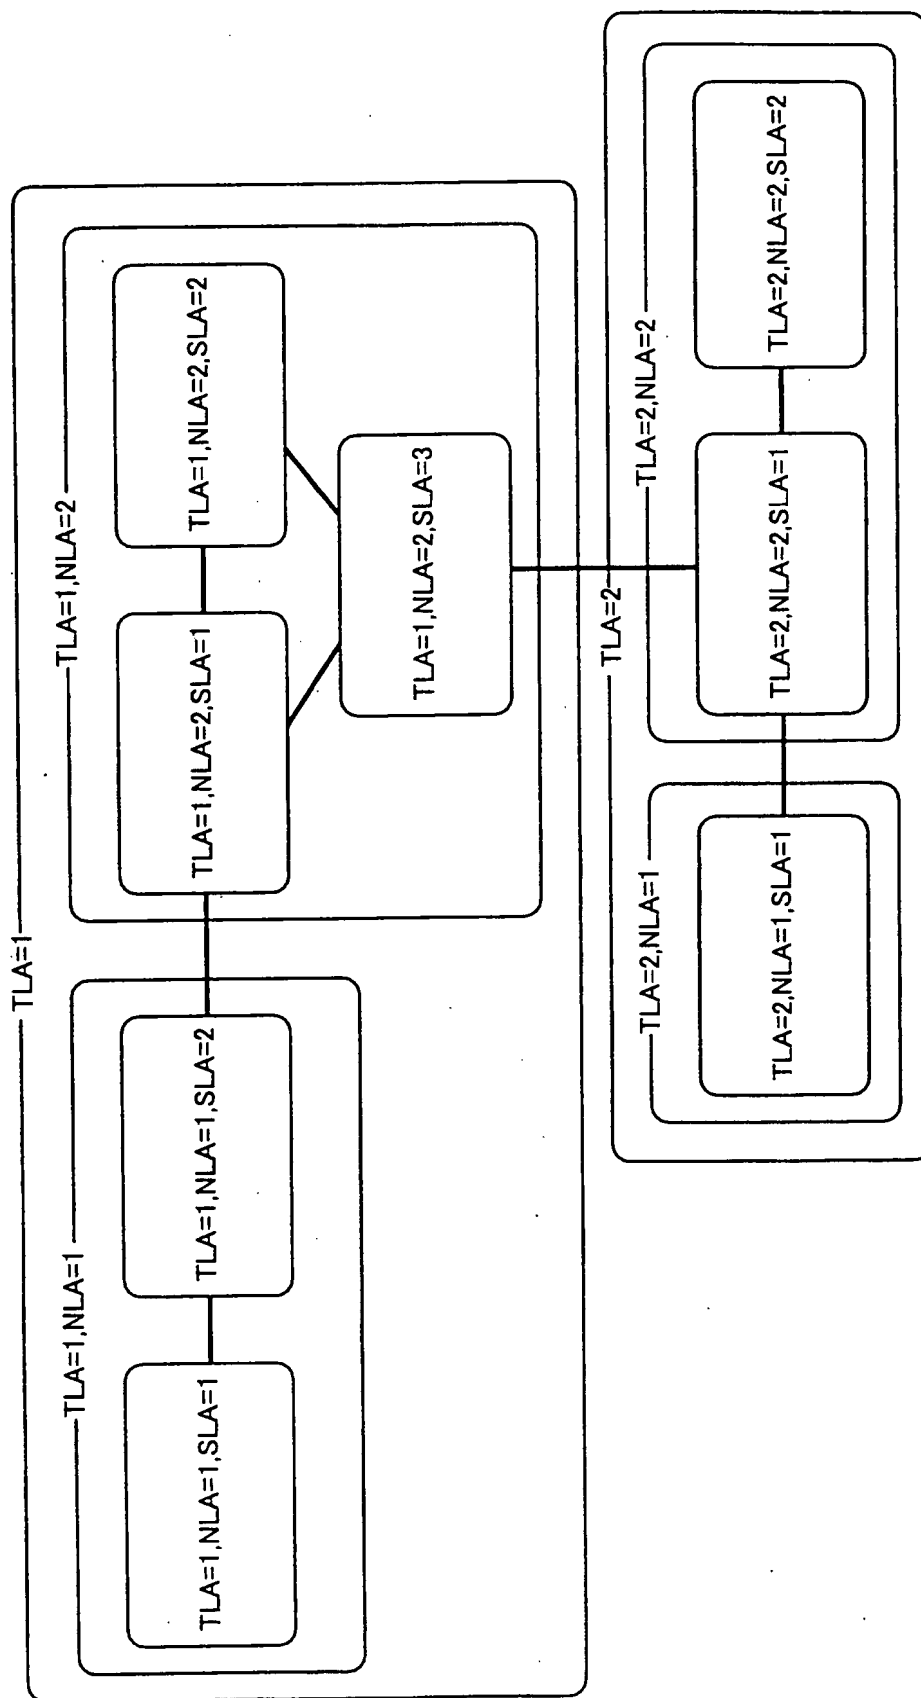 TLA=1
TLA=1,NLA=1
TLA=1,NLA=2
TLA=1,NLA=1,SLA=1
TLA=1,NLA=1,SLA=2
TLA=1,NLA=2,SLA=1
TLA=1,NLA=2,SLA=2
TLA=1,NLA=2,SLA=3
TLA=2
TLA=2,NLA=1
TLA=2,NLA=2
TLA=2,NLA=1,SLA=1
TLA=2,NLA=2,SLA=1
TLA=2,NLA=2,SLA=2